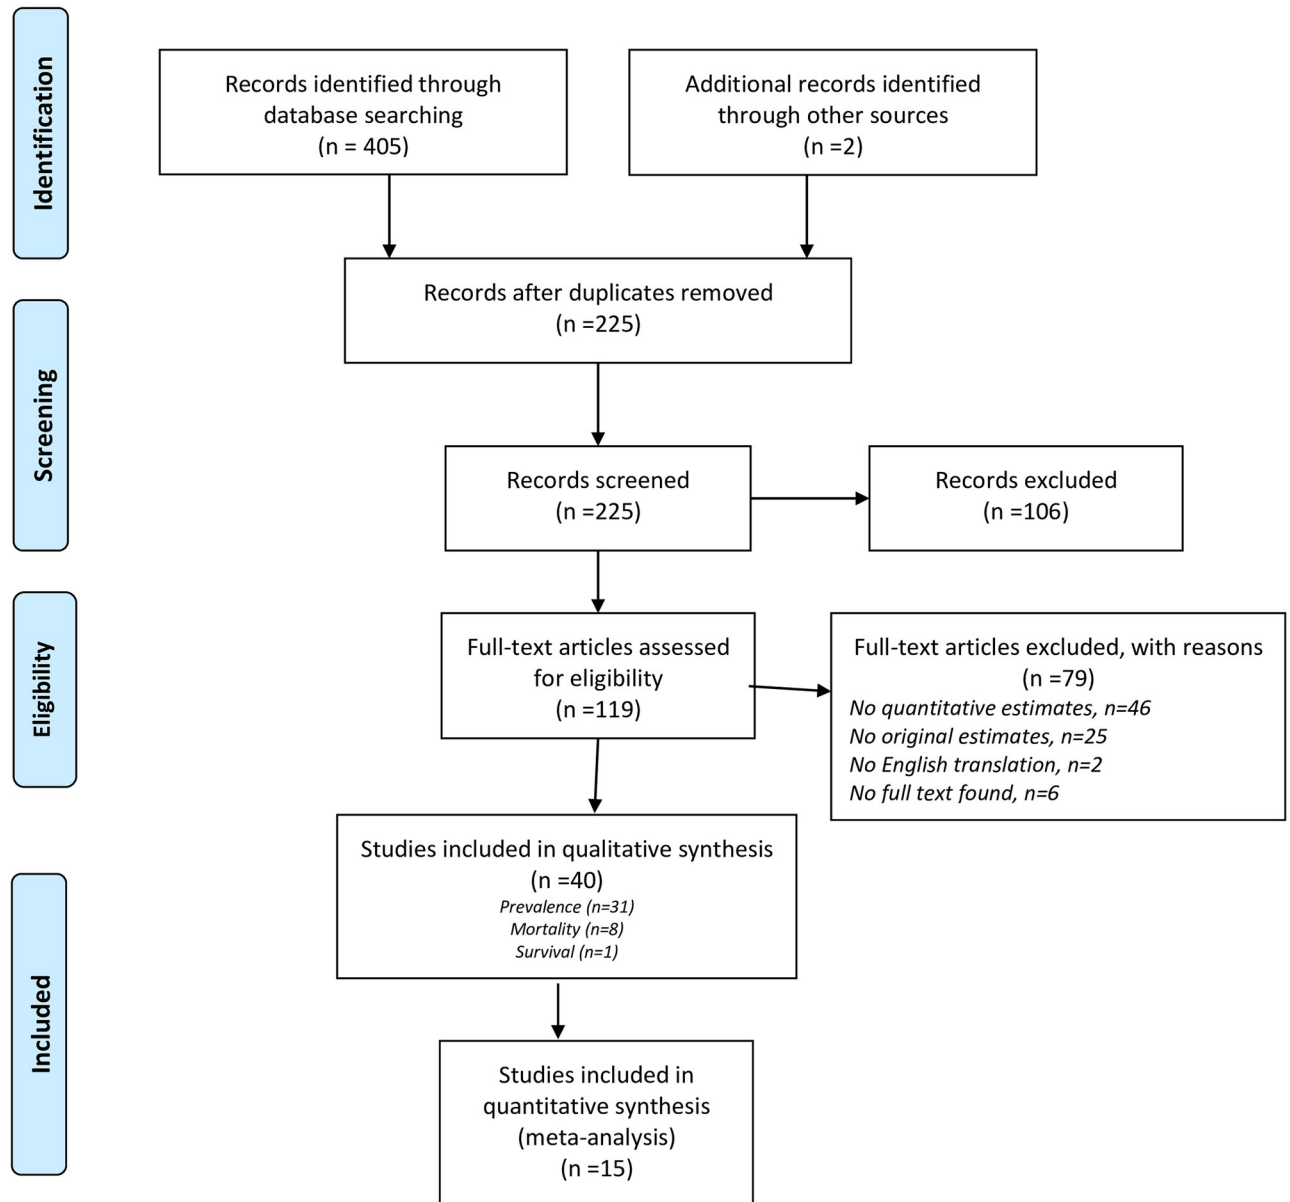 Identification
Records identified through
database searching
(n = 405)
Additional records identified
through other sources
(n =2)
Records after duplicates removed
(n =225)
Screening
Records screened
(n =225)
Records excluded
(n =106)
Eligibility
Full-text articles assessed
for eligibility
(n =119)
Full-text articles excluded, with reasons
(n =79)
No quantitative estimates, n=46
No original estimates, n=25
No English translation, n=2
No full text found, n=6
Studies included in qualitative synthesis
(n =40)
Prevalence (n=31)
Mortality (n=8)
Survival (n=1)
Included
Studies included in
quantitative synthesis
(meta-analysis)
(n =15)